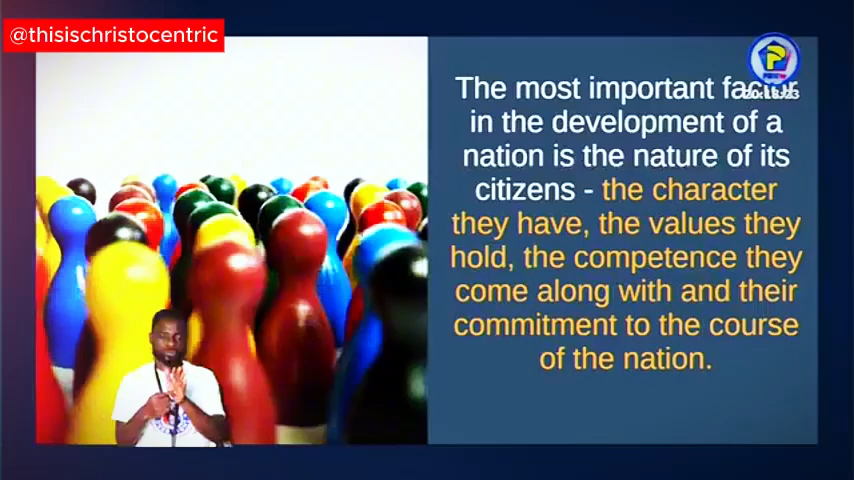 @thisischristocentric
The most important factor
in the development of a
nation is the nature of its
citizens - the character
they have, the values they
hold, the competence they
come along with and their
commitment to the course
of the nation.